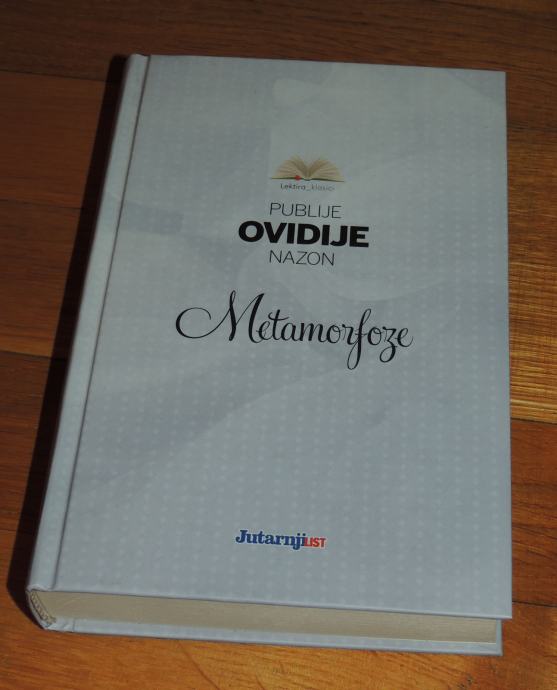 Lektira_klasici
PUBLIJE
OVIDIJE
NAZON
Metamorfoze
Jutarnji LIST